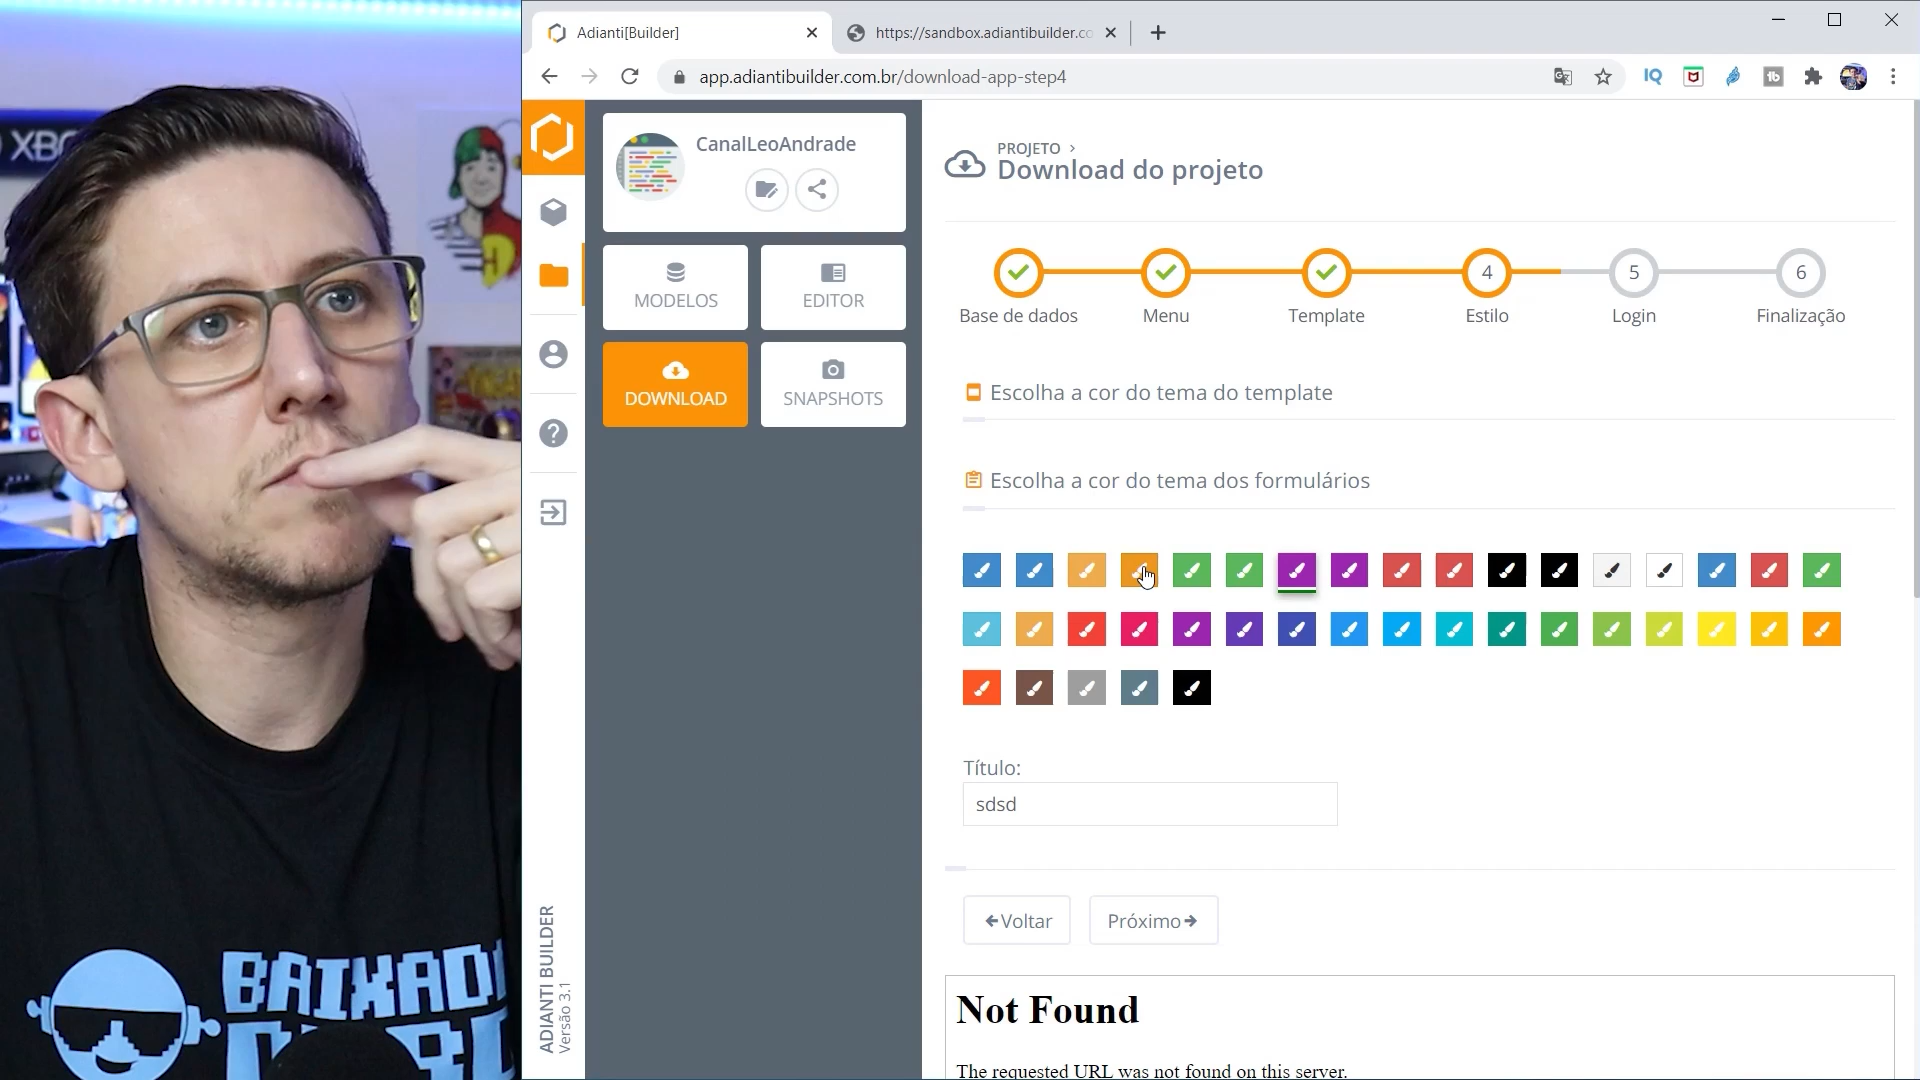 Adianti[Builder]
https://sandbox.adiantibuilder.co
app.adiantibuilder.com.br/download-app-step4
XBO
CanalLeoAndrade
MODELOS
EDITOR
DOWNLOAD
SNAPSHOTS
ADIANTI BUILDER
Versão 3.1
PROJETO >
Download do projeto
4
5
6
Base de dados
Menu
Template
Estilo
Login
Finalização
Escolha a cor do tema do template
Escolha a cor do tema dos formulários
Título:
sdsd
Voltar
Próximo
Not Found
The requested URL was not found on this server.
BAIXADO